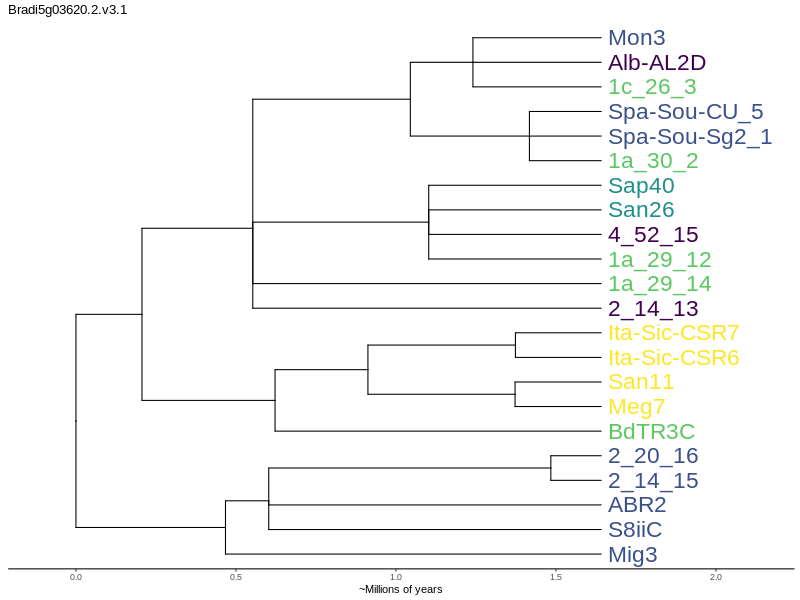 Bradi5g03620.2.v3.1
Mon3
Alb-AL2D
1c_26_3
Spa-Sou-CU_5
Spa-Sou-Sg2_1
1a_30_2
Sap40
San26
4_52_15
1a_29_12
1a_29_14
2_14_13
Ita-Sic-CSR7
Ita-Sic-CSR6
San11
Meg7
BdTR3C
2_20_16
2_14_15
ABR2
S8iiC
Mig3
0.0 0.5 1.0 1.5 2.0
~Millions of years